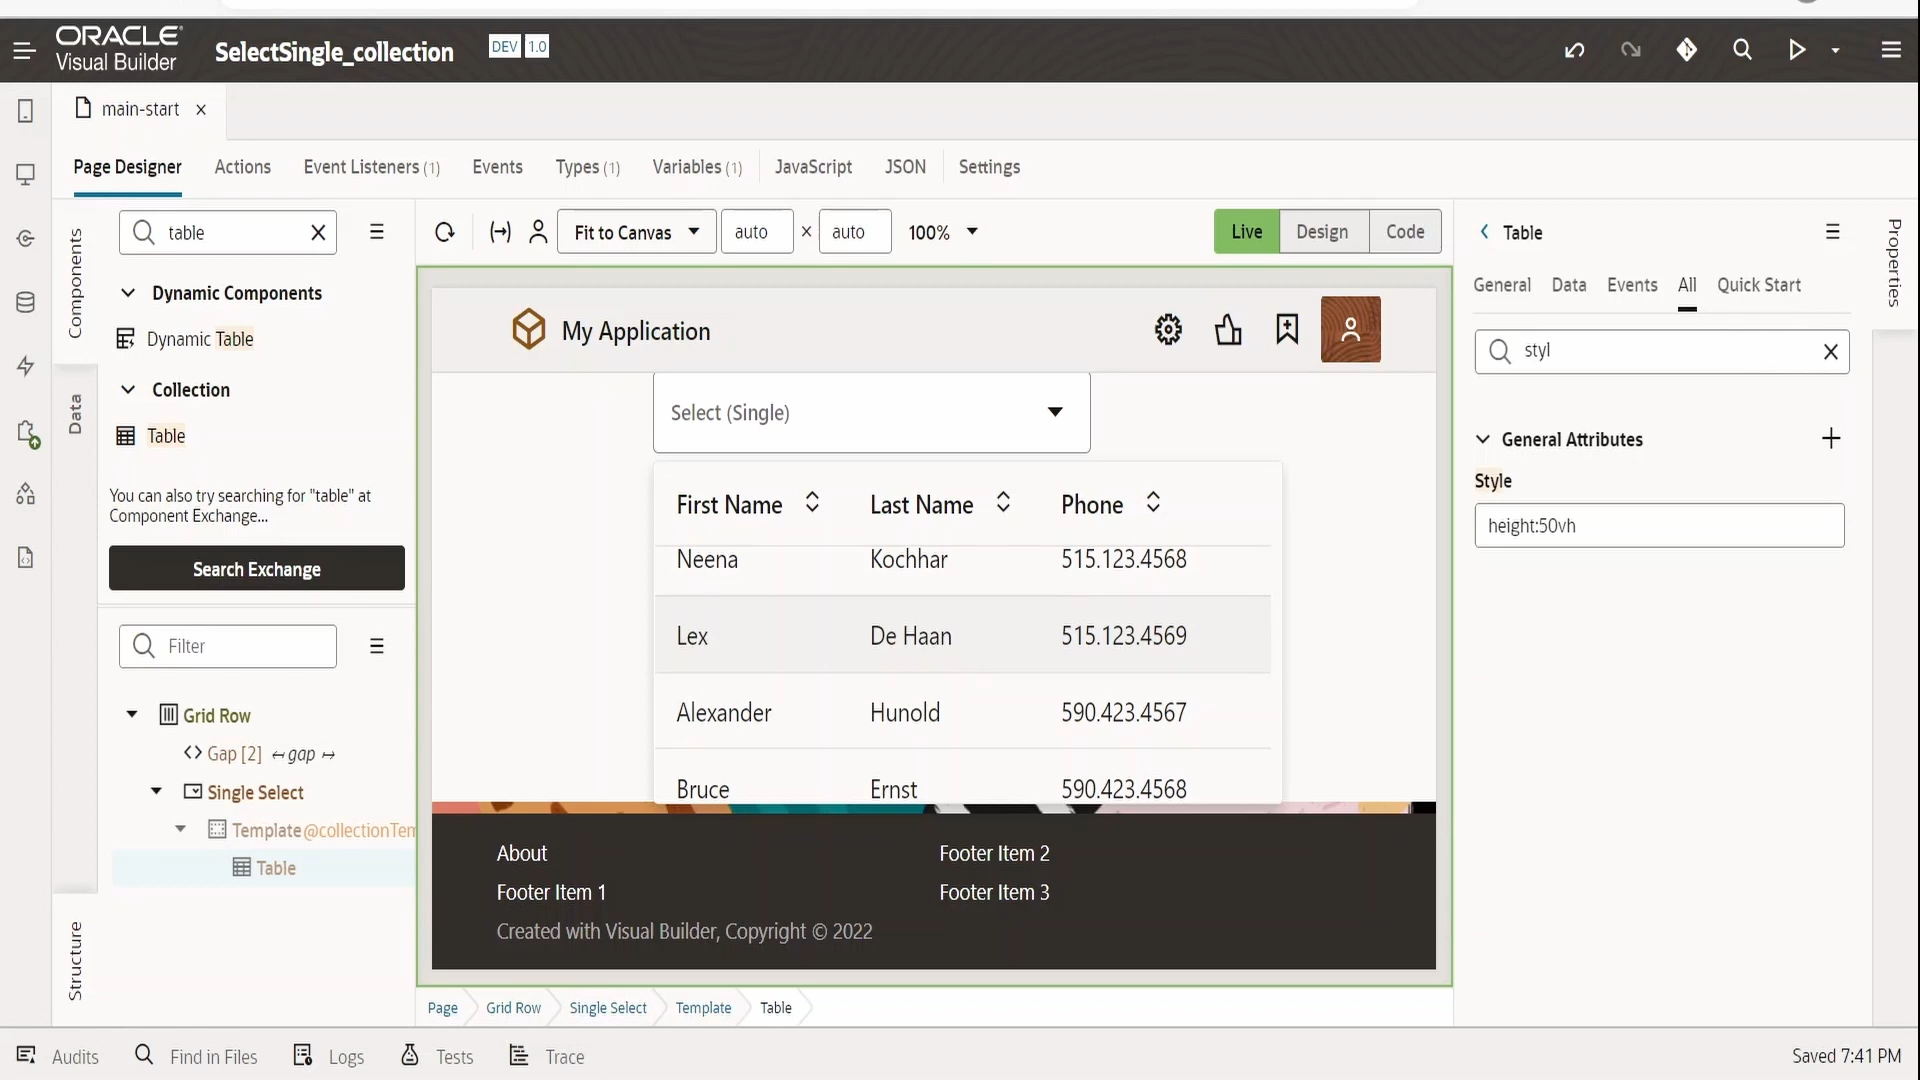 ORACLE
Visual Builder
SelectSingle_collection
DEV 1.0
main-start
Page Designer
Actions
Event Listeners (1)
Events
Types (1)
Variables (1)
JavaScript
JSON
Settings
Components
Data
Structure
table
Dynamic Components
Dynamic Table
Collection
Table
You can also try searching for "table" at
Component Exchange...
Search Exchange
Filter
Grid Row
Gap [2] gap
Single Select
Template @collectionTem
Table
Fit to Canvas
auto × auto
100%
Live
Design
Code
My Application
Select (Single)
First Name Last Name Phone
Neena Kochhar 515.123.4568
Lex De Haan 515.123.4569
Alexander Hunold 590.423.4567
Bruce Ernst 590.423.4568
About
Footer Item 2
Footer Item 1
Footer Item 3
Created with Visual Builder, Copyright © 2022
Page
Grid Row
Single Select
Template
Table
Table
General
Data
Events
All
Quick Start
styl
General Attributes
Style
height:50vh
Properties
Audits
Find in Files
Logs
Tests
Trace
Saved 7:41 PM